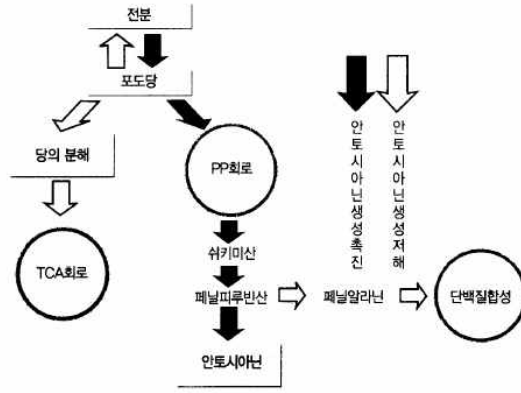 전분
포도당
당의 분해
TCA회로
PP회로
쉬키미산
페닐피루빈산
안토시아닌
안토시아닌생성촉진
안토시아닌생성저해
페닐알라닌
단백질합성